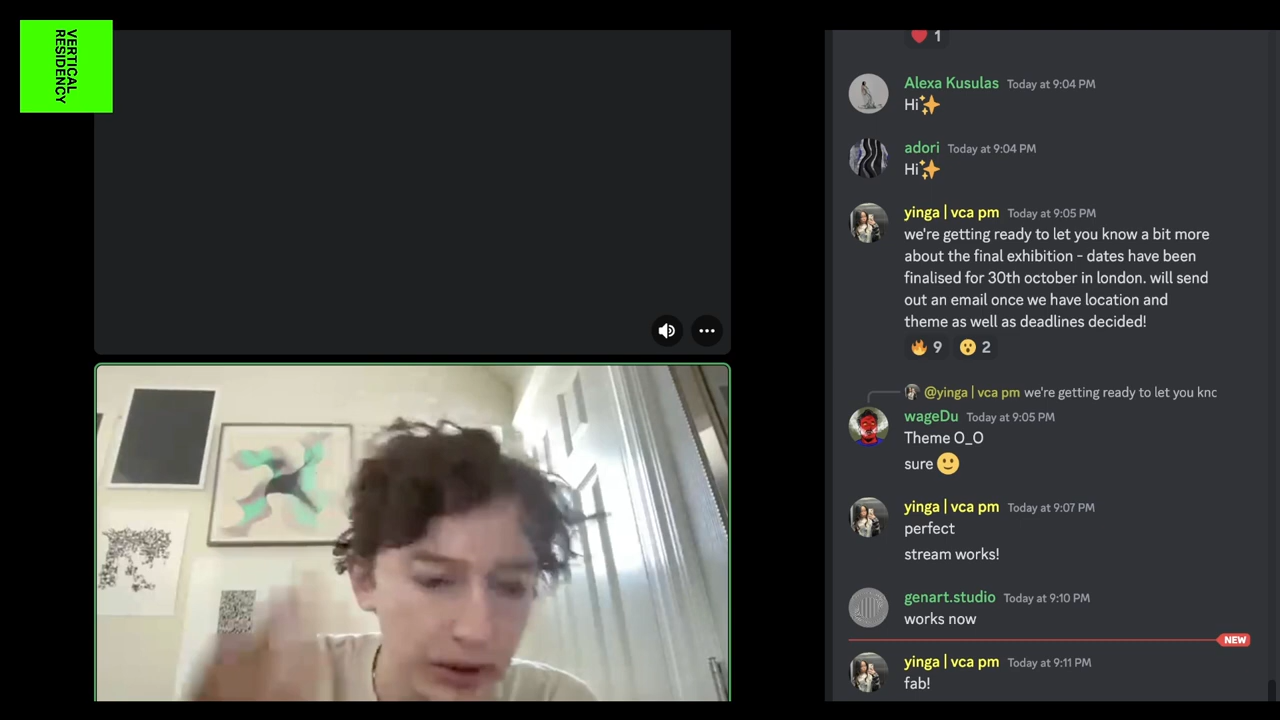 VERTICAL
RESIDENCY
1
Alexa Kusulas Today at 9:04 PM
Hi✨
adori Today at 9:04 PM
Hi✨
yinga | vca pm Today at 9:05 PM
we're getting ready to let you know a bit more
about the final exhibition - dates have been
finalised for 30th october in london. will send
out an email once we have location and
theme as well as deadlines decided!
🔥 9 😮 2
@yinga | vca pm we're getting ready to let you knc
wageDu Today at 9:05 PM
Theme O_O
sure 🙂
yinga | vca pm Today at 9:07 PM
perfect
stream works!
genart.studio Today at 9:10 PM
works now
NEW
yinga | vca pm Today at 9:11 PM
fab!